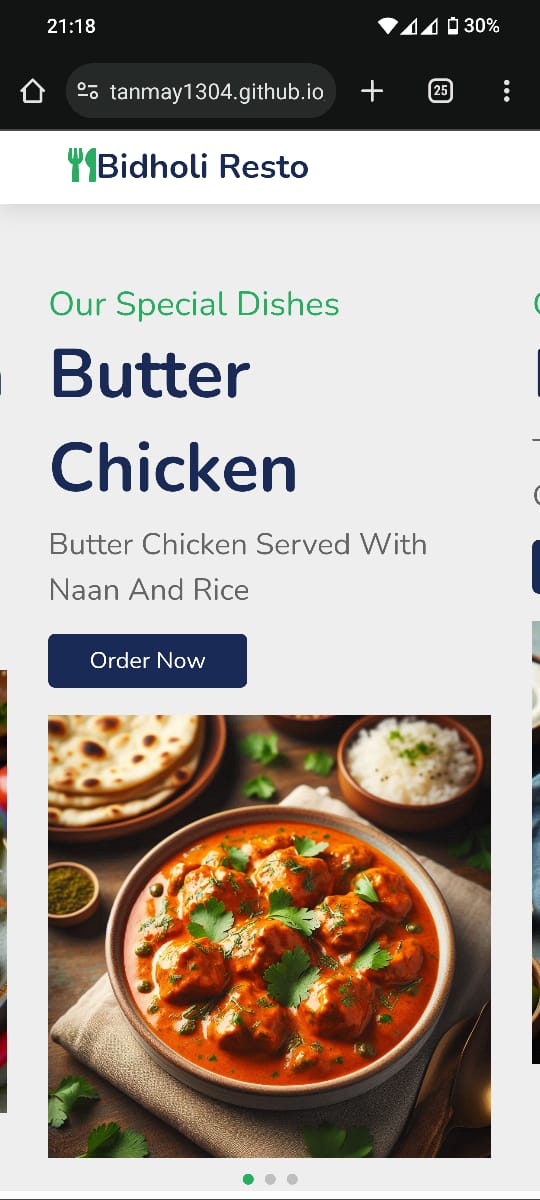 21:18
30%
tanmay1304.github.io
25
Bidholi Resto
Our Special Dishes
Butter
Chicken
Butter Chicken Served With
Naan And Rice
Order Now